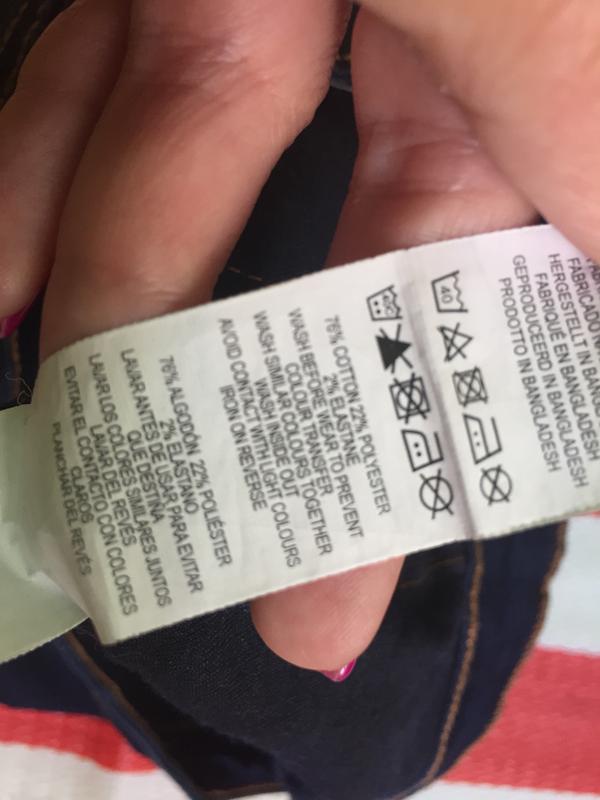 FABRICADO
HERGESTELLT IN BANGLADESH
FABRIQUÉ EN BANGLADESH
GEPRODUCEERD IN BANGLADESH
PRODOTTO IN BANGLADESH
40
40
76% COTTON 22% POLYESTER
2% ELASTANE
WASH BEFORE WEAR TO PREVENT
COLOUR TRANSFER
WASH SIMILAR COLOURS TOGETHER
WASH INSIDE OUT
AVOID CONTACT WITH LIGHT COLOURS
IRON ON REVERSE
76% ALGODÓN 22% POLIÉSTER
2% ELASTANO
LAVAR ANTES DE USAR PARA EVITAR
QUE DESTIÑA
LAVAR LOS COLORES SIMILARES JUNTOS
LAVAR DEL REVÉS
EVITAR EL CONTACTO CON COLORES
CLAROS
PLANCHAR DEL REVÉS